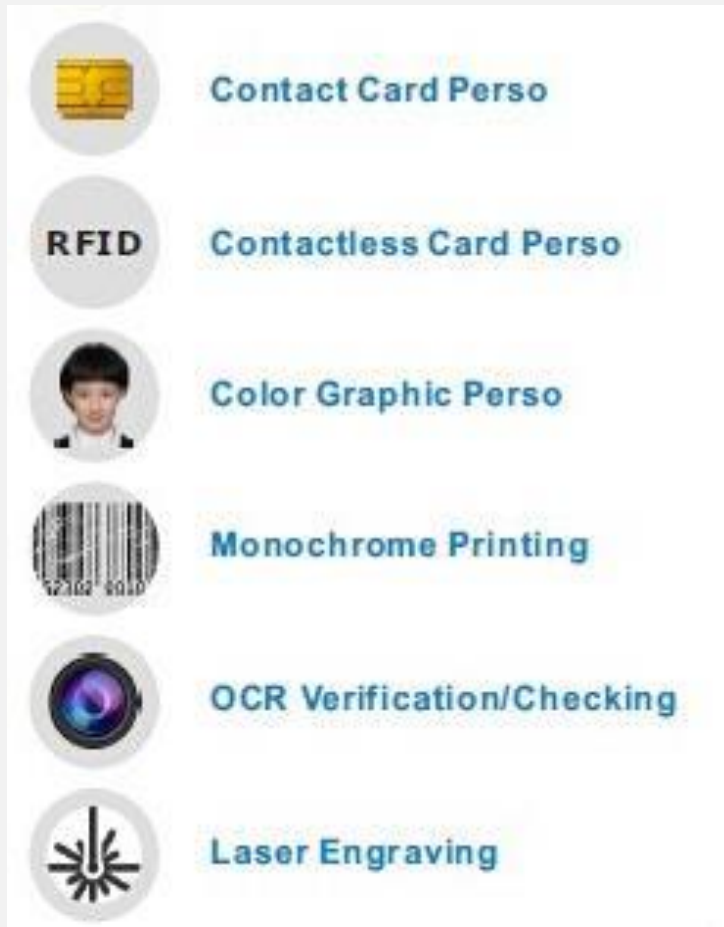 Contact Card Perso
RFID
Contactless Card Perso
Color Graphic Perso
Monochrome Printing
OCR Verification/Checking
Laser Engraving